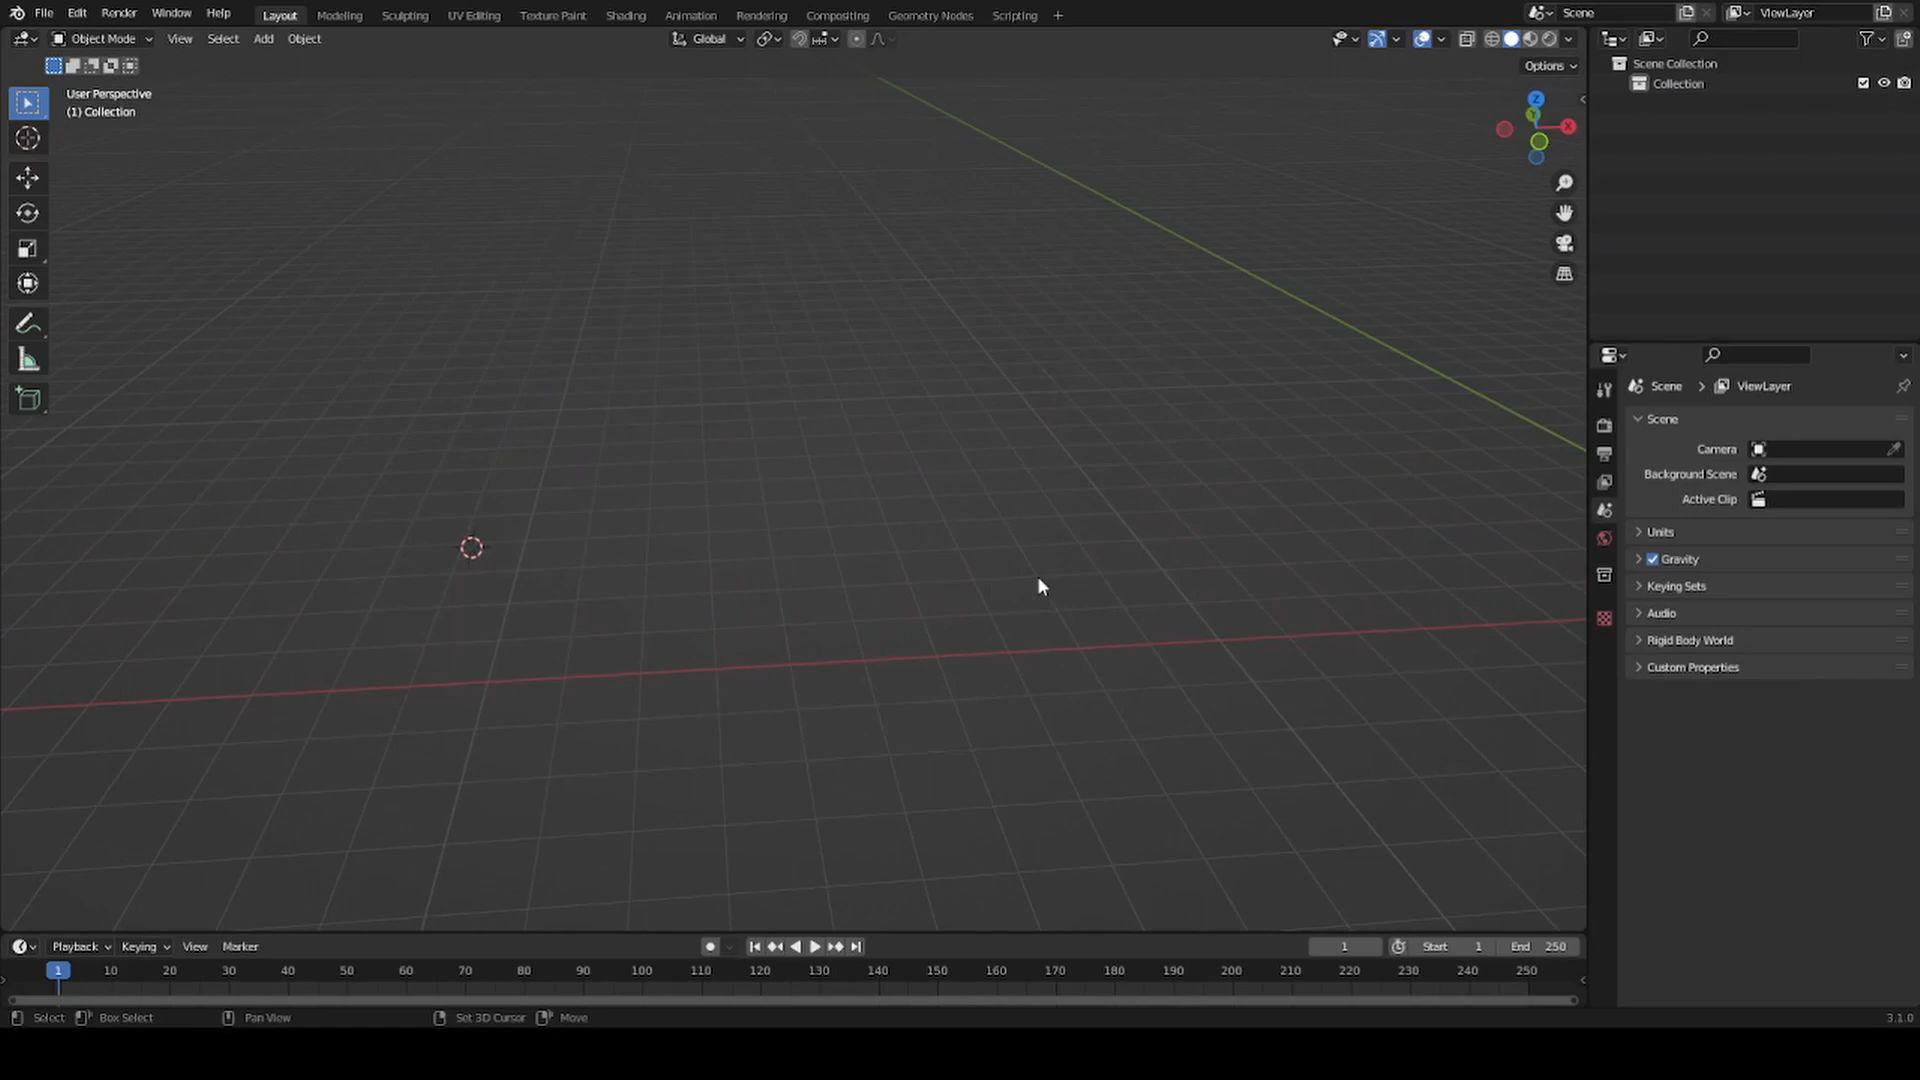 File Edit Render Window Help Layout Modeling Sculpting UV Editing Texture Paint Shading Animation Rendering Compositing Geometry Nodes Scripting + Scene ViewLayer
Object Mode View Select Add Object Global
Options
User Perspective
(1) Collection
Z
Y
X
Scene Collection
Collection
Scene > ViewLayer
Scene
Camera
Background Scene
Active Clip
Units
Gravity
Keying Sets
Audio
Rigid Body World
Custom Properties
Playback Keying View Marker 1 Start 1 End 250
1 10 20 30 40 50 60 70 80 90 100 110 120 130 140 150 160 170 180 190 200 210 220 230 240 250
Select Box Select Pan View Set 3D Cursor Move 3.1.0